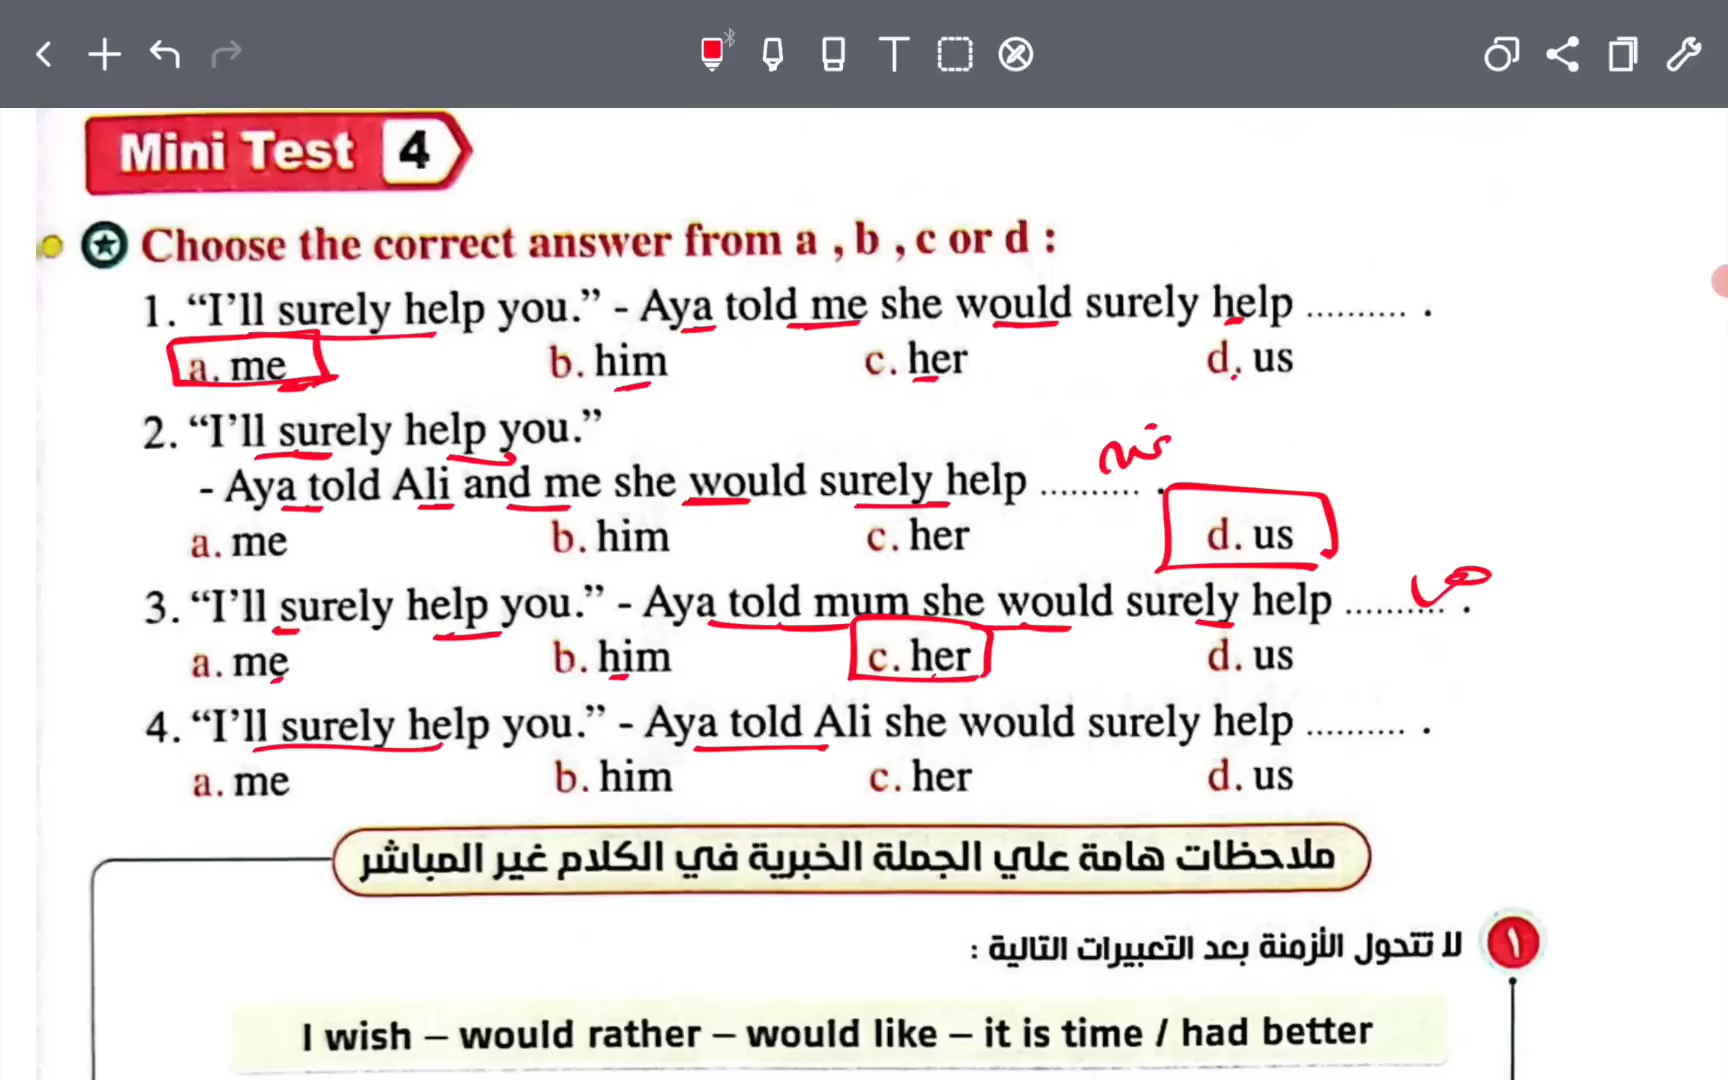 Mini Test 4
Choose the correct answer from a , b , c or d :
1. “I’ll surely help you.” - Aya told me she would surely help .......... .
a. me b. him c. her d. us
2. “I’ll surely help you.”
- Aya told Ali and me she would surely help .......... .
a. me b. him c. her d. us
3. “I’ll surely help you.” - Aya told mum she would surely help .......... .
a. me b. him c. her d. us
4. “I’ll surely help you.” - Aya told Ali she would surely help .......... .
a. me b. him c. her d. us
ملاحظات هامة علي الجملة الخبرية في الكلام غير المباشر
١ لا تتحول الأزمنة بعد التعبيرات التالية :
I wish – would rather – would like – it is time / had better